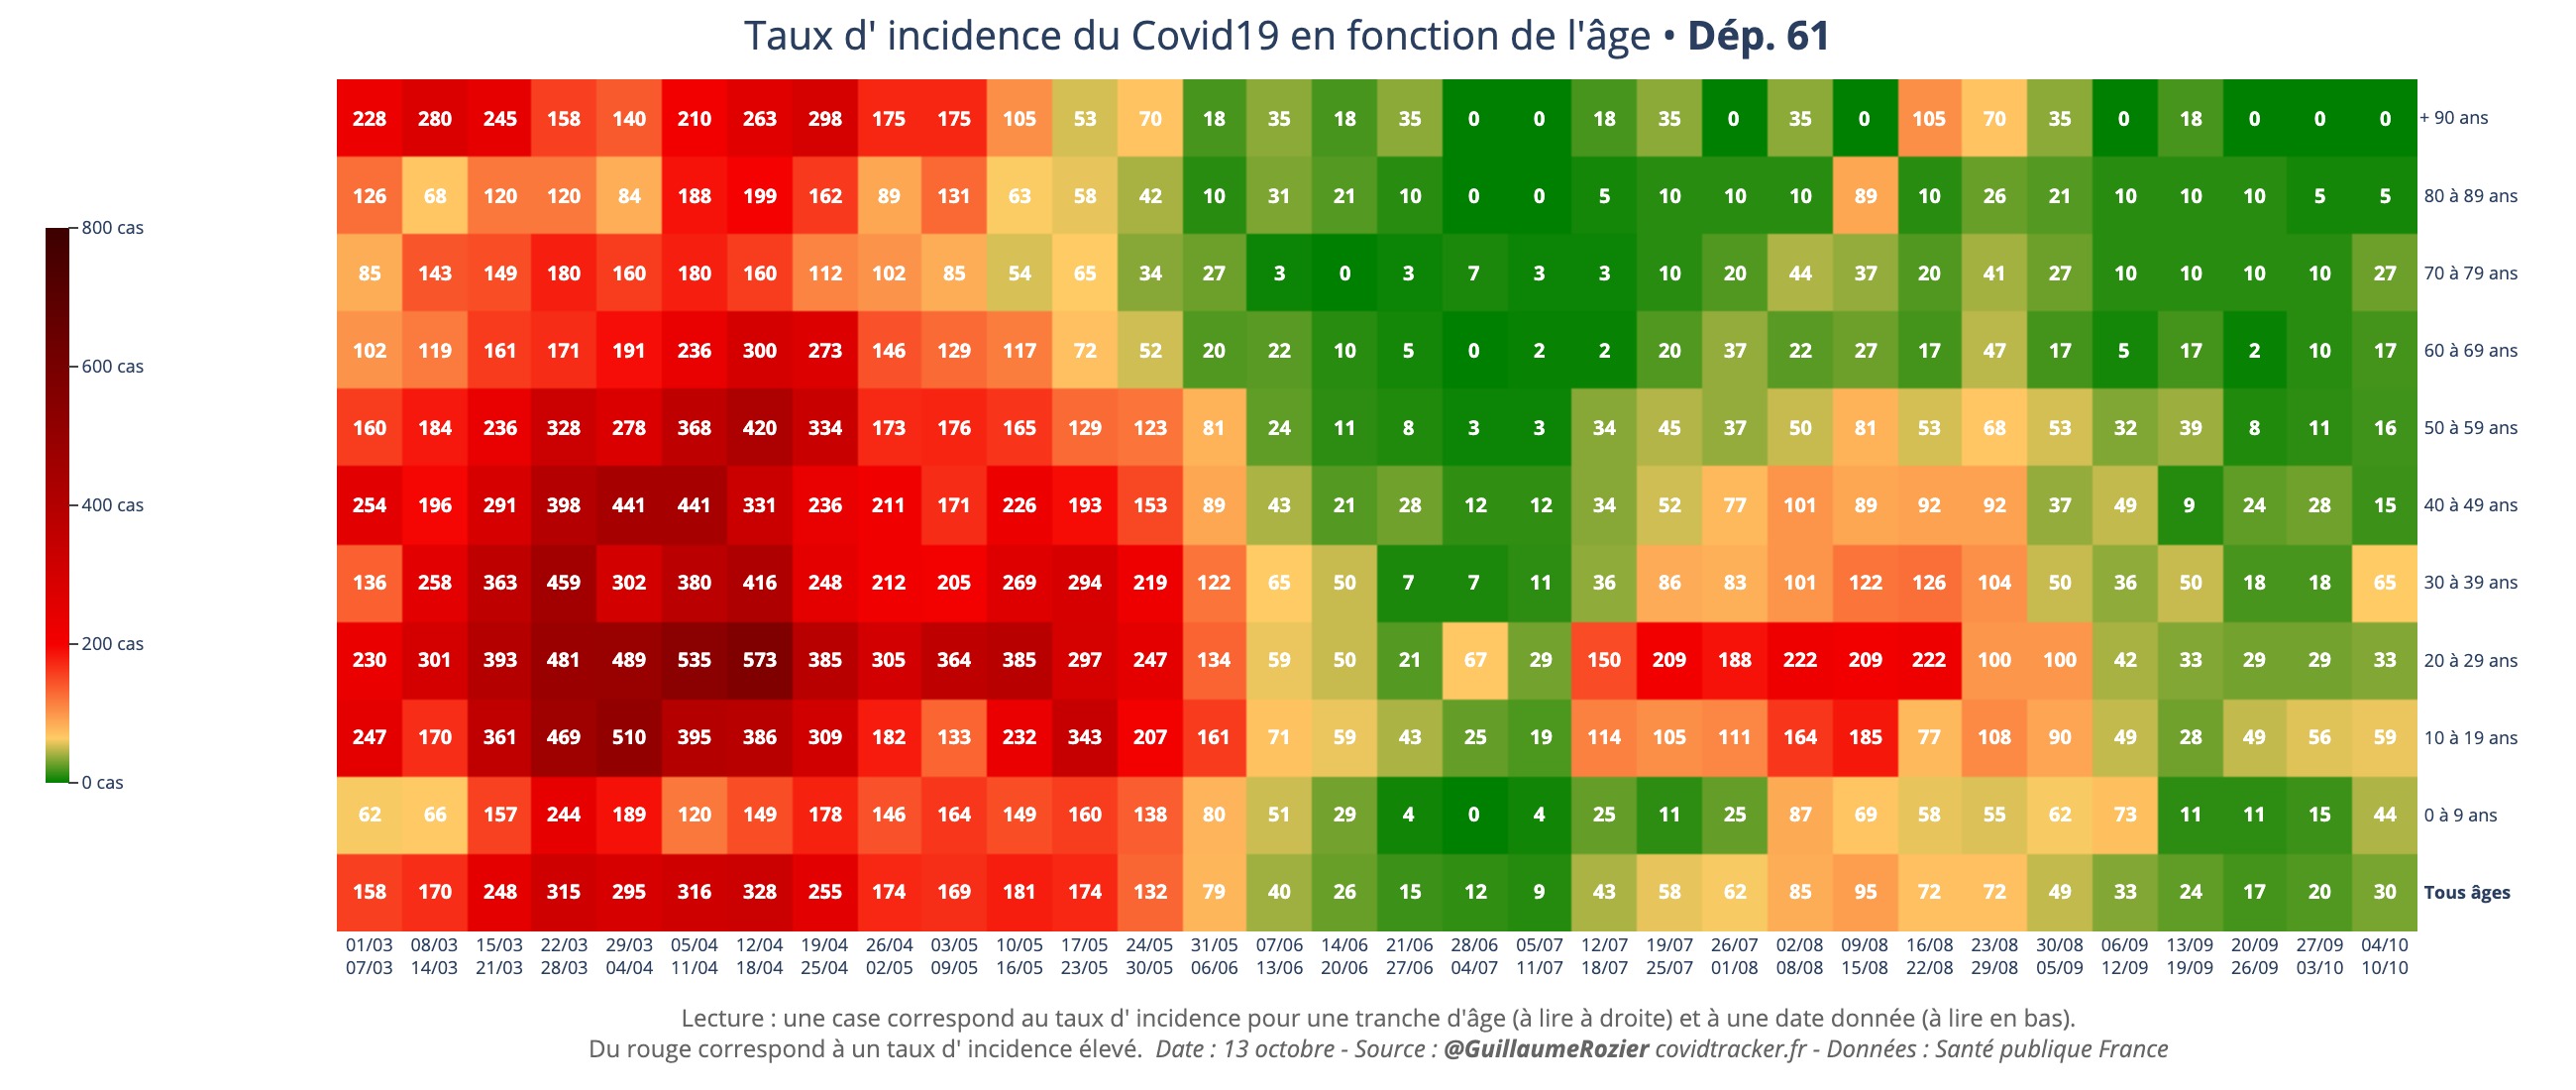 Taux d' incidence du Covid19 en fonction de l'âge • Dép. 61
800 cas
600 cas
400 cas
200 cas
0 cas
228 280 245 158 140 210 263 298 175 175 105 53 70 18 35 18 35 0 0 18 35 0 35 0 105 70 35 0 18 0 0 0 + 90 ans
126 68 120 120 84 188 199 162 89 131 63 58 42 10 31 21 10 0 0 5 10 10 10 89 10 26 21 10 10 10 5 5 80 à 89 ans
85 143 149 180 160 180 160 112 102 85 54 65 34 27 3 0 3 7 3 3 10 20 44 37 20 41 27 10 10 10 10 27 70 à 79 ans
102 119 161 171 191 236 300 273 146 129 117 72 52 20 22 10 5 0 2 2 20 37 22 27 17 47 17 5 17 2 10 17 60 à 69 ans
160 184 236 328 278 368 420 334 173 176 165 129 123 81 24 11 8 3 3 34 45 37 50 81 53 68 53 32 39 8 11 16 50 à 59 ans
254 196 291 398 441 441 331 236 211 171 226 193 153 89 43 21 28 12 12 34 52 77 101 89 92 92 37 49 9 24 28 15 40 à 49 ans
136 258 363 459 302 380 416 248 212 205 269 294 219 122 65 50 7 7 11 36 86 83 101 122 126 104 50 36 50 18 18 65 30 à 39 ans
230 301 393 481 489 535 573 385 305 364 385 297 247 134 59 50 21 67 29 150 209 188 222 209 222 100 100 42 33 29 29 33 20 à 29 ans
247 170 361 469 510 395 386 309 182 133 232 343 207 161 71 59 43 25 19 114 105 111 164 185 77 108 90 49 28 49 56 59 10 à 19 ans
62 66 157 244 189 120 149 178 146 164 149 160 138 80 51 29 4 0 4 25 11 25 87 69 58 55 62 73 11 11 15 44 0 à 9 ans
158 170 248 315 295 316 328 255 174 169 181 174 132 79 40 26 15 12 9 43 58 62 85 95 72 72 49 33 24 17 20 30 Tous âges
01/03 08/03 15/03 22/03 29/03 05/04 12/04 19/04 26/04 03/05 10/05 17/05 24/05 31/05 07/06 14/06 21/06 28/06 05/07 12/07 19/07 26/07 02/08 09/08 16/08 23/08 30/08 06/09 13/09 20/09 27/09 04/10
07/03 14/03 21/03 28/03 04/04 11/04 18/04 25/04 02/05 09/05 16/05 23/05 30/05 06/06 13/06 20/06 27/06 04/07 11/07 18/07 25/07 01/08 08/08 15/08 22/08 29/08 05/09 12/09 19/09 26/09 03/10 10/10
Lecture : une case correspond au taux d' incidence pour une tranche d'âge (à lire à droite) et à une date donnée (à lire en bas).
Du rouge correspond à un taux d' incidence élevé. Date : 13 octobre - Source : @GuillaumeRozier covidtracker.fr - Données : Santé publique France